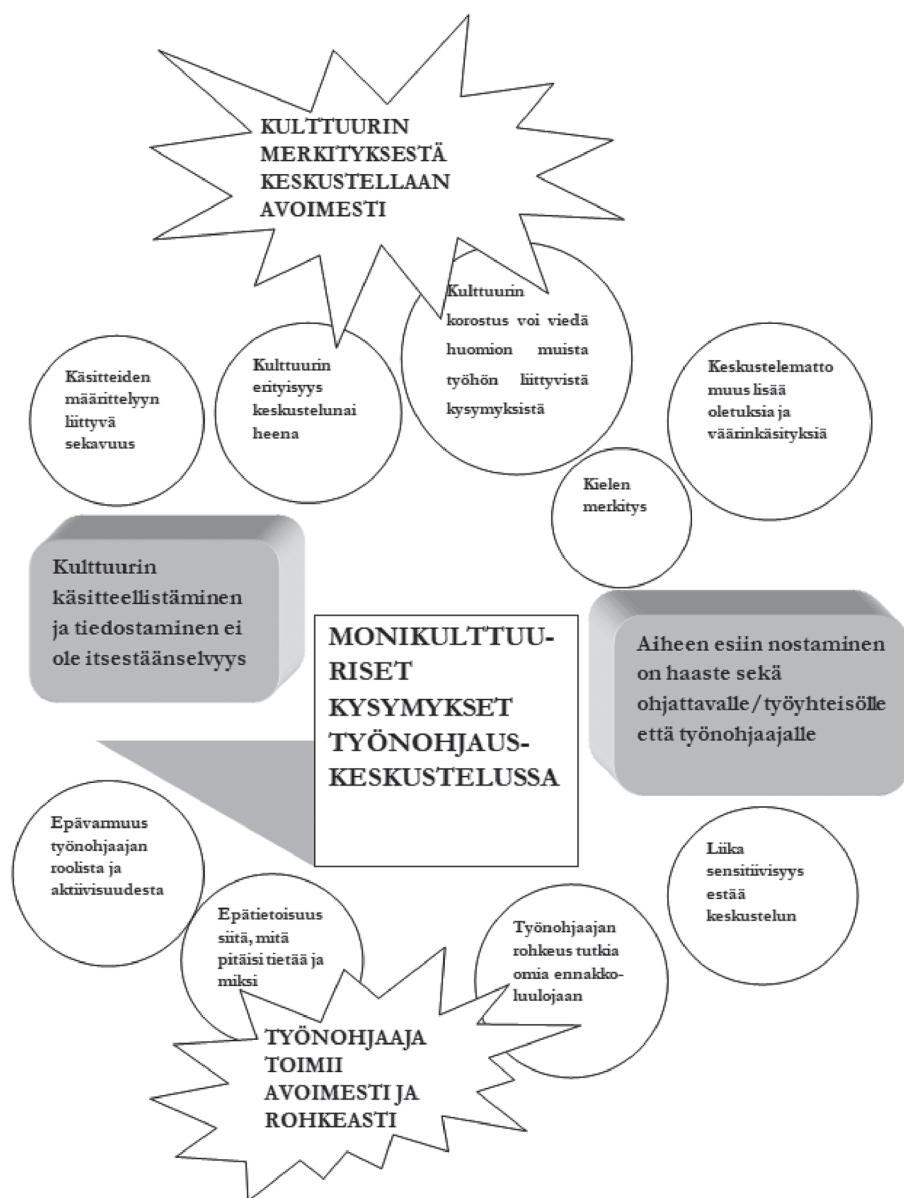 KULTTUURIN
MERKITYKSESTÄ
KESKUSTELLAAN
AVOIMESTI
Kulttuurin
korostus voi viedä
huomion muista
työhön liittyvistä
kysymyksistä
Käsitteiden
määrittelyyn
liittyvä
sekavuus
Kulttuurin
erityisyys
keskustelunai
heena
Keskustelematto
muus lisää
oletuksia ja
väärinkäsityksiä
Kielen
merkitys
Kulttuurin
käsitteellistäminen
ja tiedostaminen ei
ole itsestäänselvyys
MONIKULTTUU-
RISET
KYSYMYKSET
TYÖNOHJAUS-
KESKUSTELUSSA
Aiheen esiin nostaminen
on haaste sekä
ohjattavalle/työyhteisölle
että työnohjaajalle
Epävarmuus
työnohjaajan
roolista ja
aktiivisuudesta
Epätietoisuus
siitä, mitä
pitäisi tietää ja
miksi
Työnohjaajan
rohkeus tutkia
omia ennakko-
luulojaan
Liika
sensitiivisyys
estää
keskustelun
TYÖNOHJAAJA
TOIMII
AVOIMESTI JA
ROHKEASTI